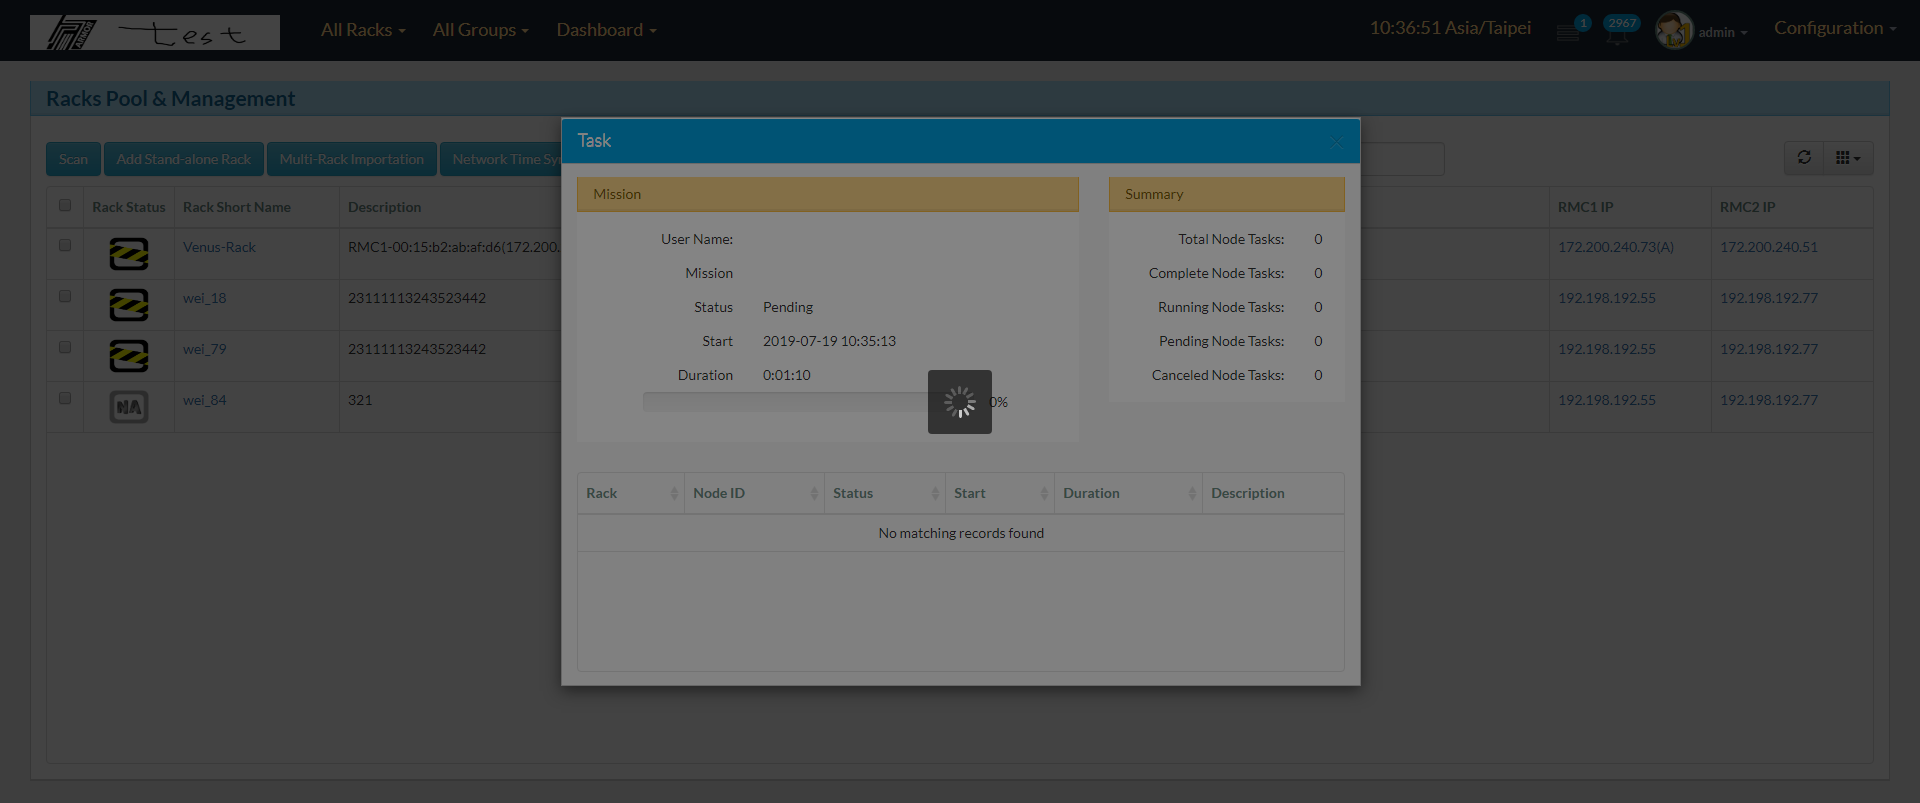 ARMOR test All Racks All Groups Dashboard 10:36:51 Asia/Taipei 1 2967 admin Configuration
Racks Pool & Management
Scan Add Stand-alone Rack Multi-Rack Importation Network Time Sy
Rack Status Rack Short Name Description RMC1 IP RMC2 IP
Venus-Rack RMC1-00:15:b2:ab:af:d6(172.200. 172.200.240.73(A) 172.200.240.51
wei_18 23111113243523442 192.198.192.55 192.198.192.77
wei_79 23111113243523442 192.198.192.55 192.198.192.77
NA wei_84 321 192.198.192.55 192.198.192.77
Task
Mission
User Name:
Mission
Status Pending
Start 2019-07-19 10:35:13
Duration 0:01:10
0%
Summary
Total Node Tasks: 0
Complete Node Tasks: 0
Running Node Tasks: 0
Pending Node Tasks: 0
Canceled Node Tasks: 0
Rack Node ID Status Start Duration Description
No matching records found